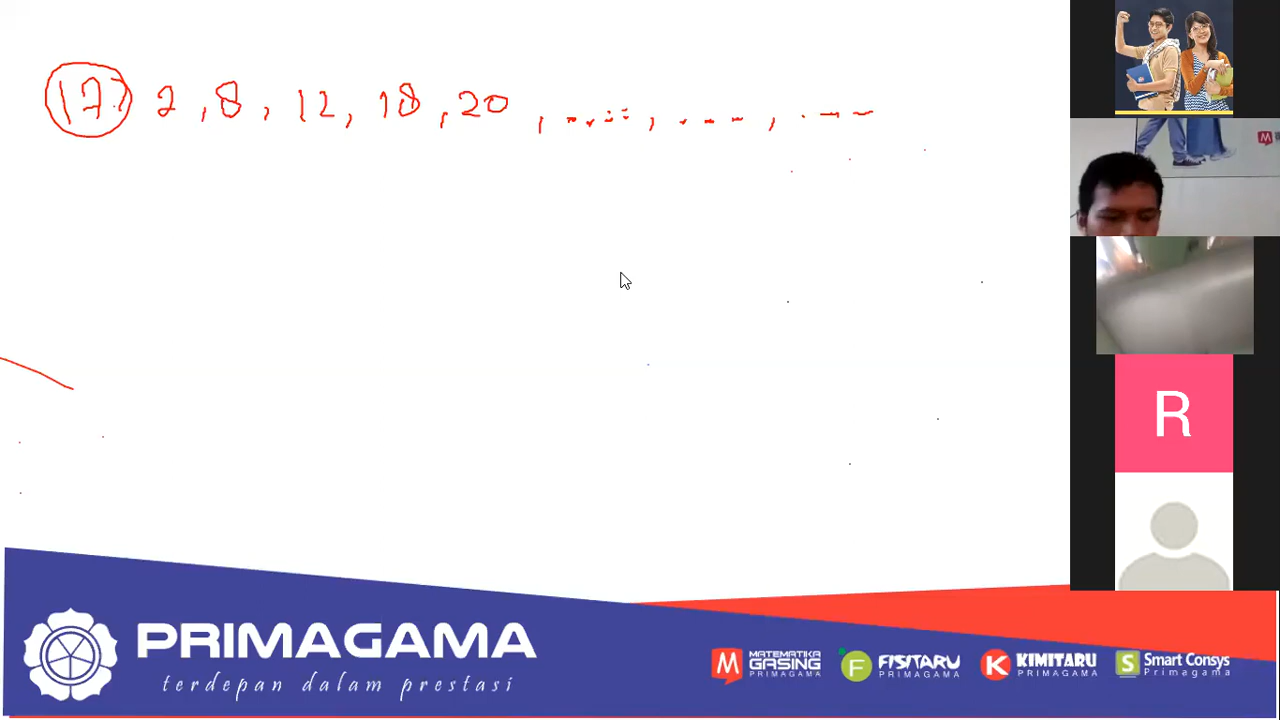 17. 2, 8, 12, 18, 20, ....., ...., ....
R
PRIMAGAMA
terdepan dalam prestasi
M MATEMATIKA GASING PRIMAGAMA
F FISITARU PRIMAGAMA
K KIMITARU PRIMAGAMA
S Smart Consys Primagama